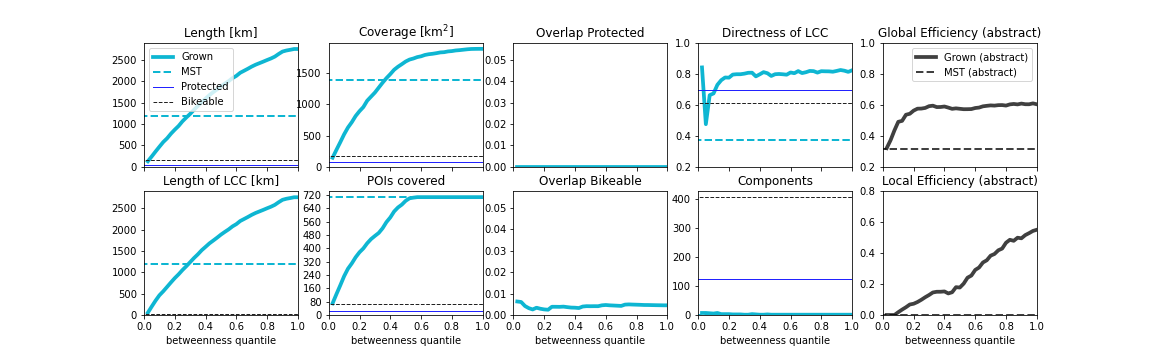 Length [km]
2500
2000
1500
1000
500
0
Grown
MST
Protected
Bikeable
Coverage [km²]
1500
1000
500
0
Overlap Protected
0.05
0.04
0.03
0.02
0.01
0.00
Directness of LCC
1.0
0.8
0.6
0.4
0.2
Global Efficiency (abstract)
1.0
0.8
0.6
0.4
0.2
Grown (abstract)
MST (abstract)
Length of LCC [km]
2500
2000
1500
1000
500
0
0.0 0.2 0.4 0.6 0.8 1.0
betweenness quantile
POIs covered
720
640
560
480
400
320
240
160
80
0
0.0 0.2 0.4 0.6 0.8 1.0
betweenness quantile
Overlap Bikeable
0.05
0.04
0.03
0.02
0.01
0.00
0.0 0.2 0.4 0.6 0.8 1.0
betweenness quantile
Components
400
300
200
100
0
0.0 0.2 0.4 0.6 0.8 1.0
betweenness quantile
Local Efficiency (abstract)
0.8
0.6
0.4
0.2
0.0
0.0 0.2 0.4 0.6 0.8 1.0
betweenness quantile